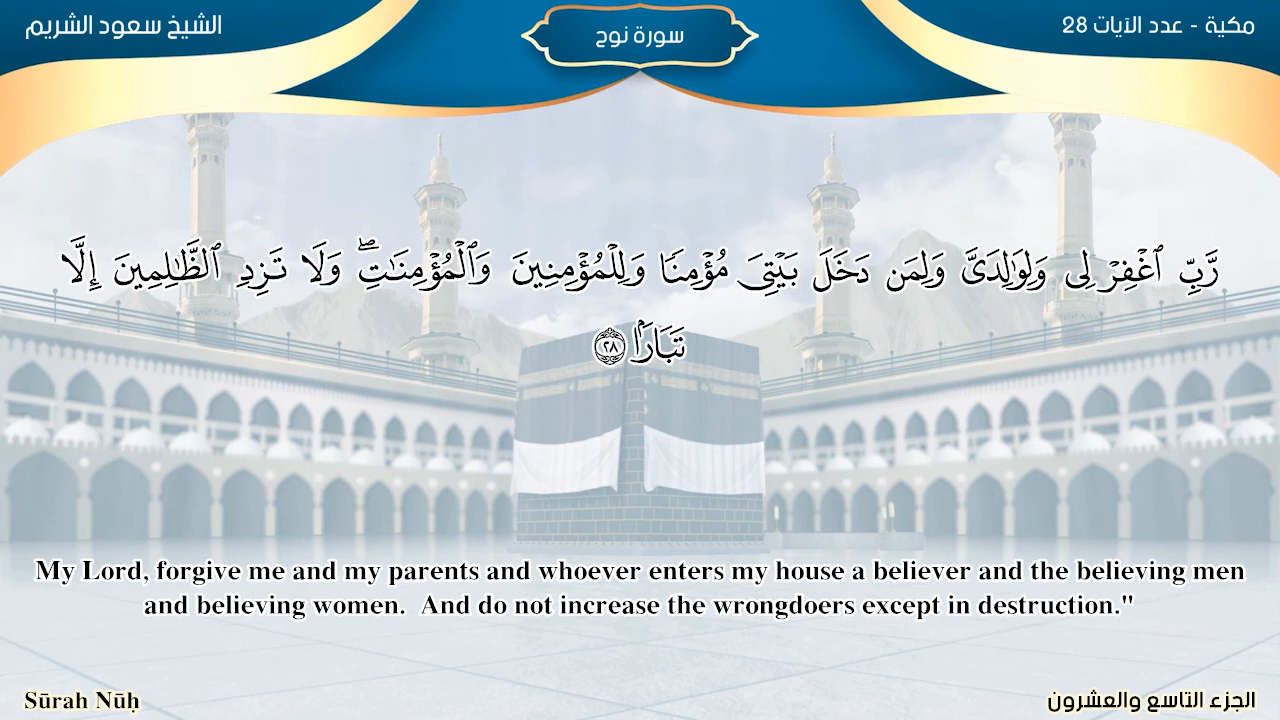 مكية - عدد الآيات 28
سورة نوح
الشيخ سعود الشريم
رَّبِّ ٱغْفِرْ لِى وَلِوَٰلِدَىَّ وَلِمَن دَخَلَ بَيْتِىَ مُؤْمِنًا وَلِلْمُؤْمِنِينَ وَٱلْمُؤْمِنَـٰتِ ۖ وَلَا تَزِدِ ٱلظَّـٰلِمِينَ إِلَّا
تَبَارًۢا ٢٨
My Lord, forgive me and my parents and whoever enters my house a believer and the believing men
and believing women.  And do not increase the wrongdoers except in destruction."
Sūrah Nūḥ
الجزء التاسع والعشرون